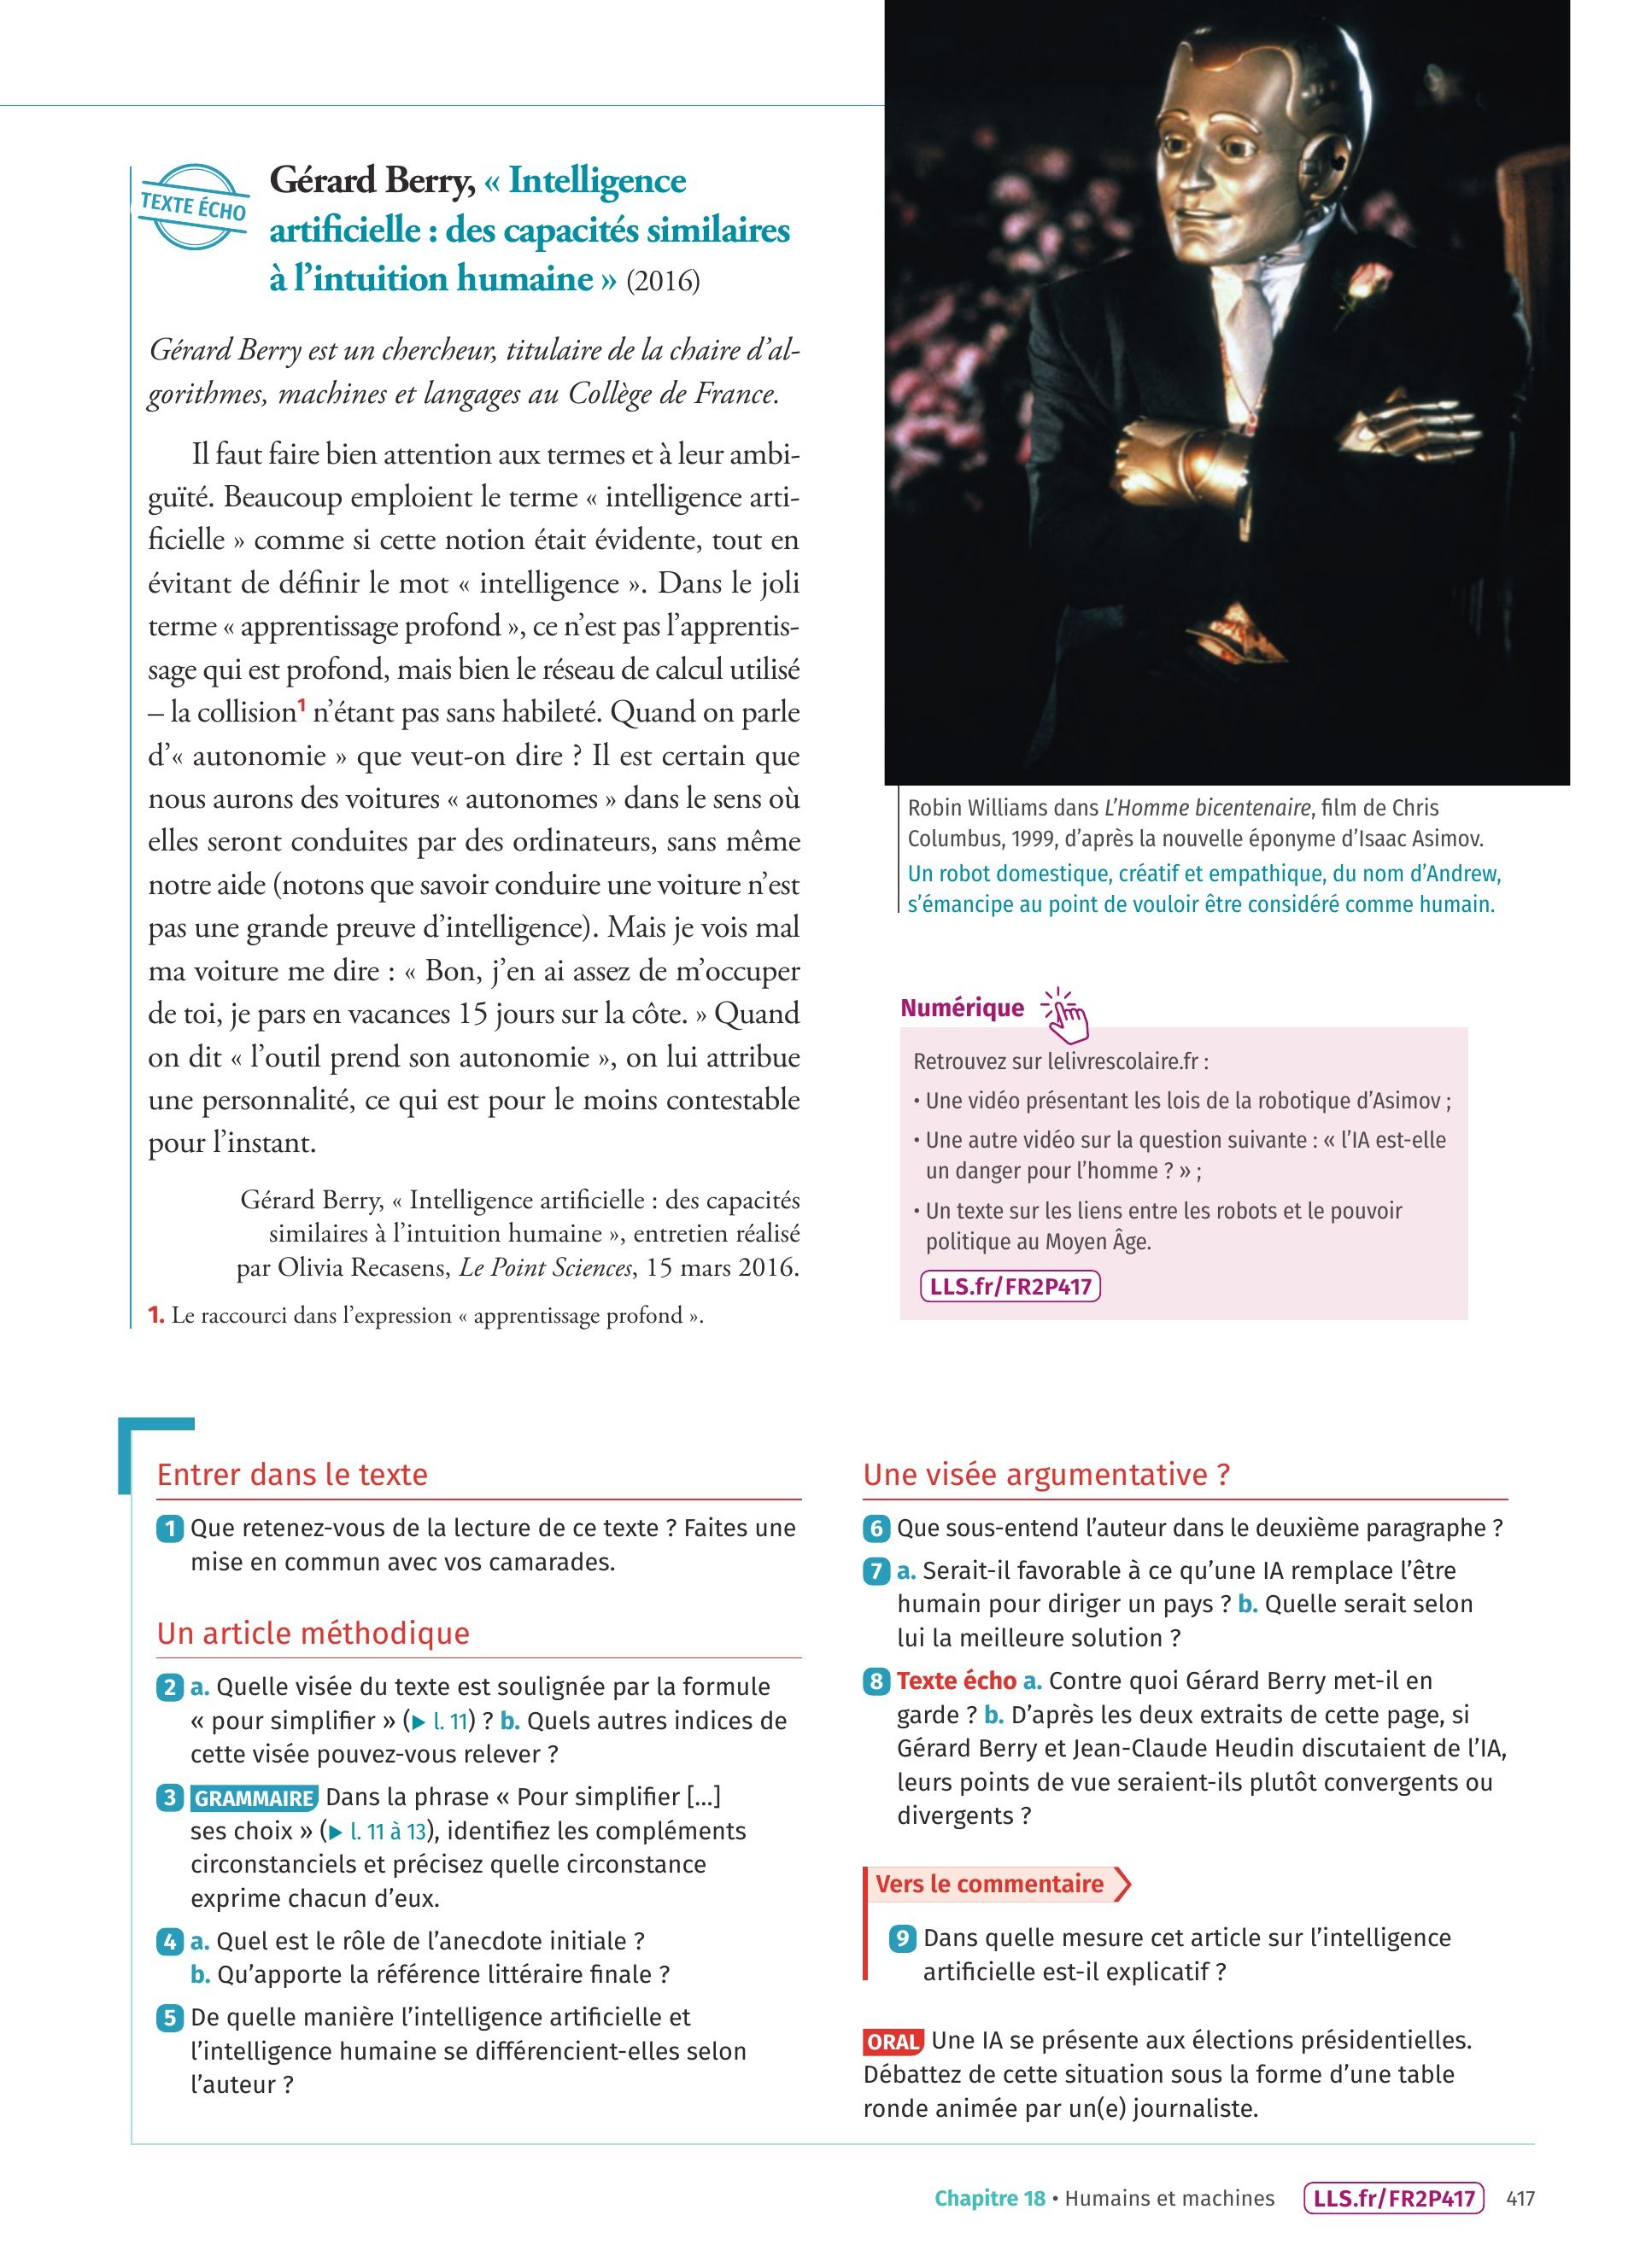 TEXTE ÉCHO
Gérard Berry, « Intelligence
artificielle : des capacités similaires
à l’intuition humaine » (2016)
Gérard Berry est un chercheur, titulaire de la chaire d’al-
gorithmes, machines et langages au Collège de France.
Il faut faire bien attention aux termes et à leur ambi-
guïté. Beaucoup emploient le terme « intelligence arti-
ficielle » comme si cette notion était évidente, tout en
évitant de définir le mot « intelligence ». Dans le joli
terme « apprentissage profond », ce n’est pas l’apprentis-
sage qui est profond, mais bien le réseau de calcul utilisé
– la collision1 n’étant pas sans habileté. Quand on parle
d’« autonomie » que veut-on dire ? Il est certain que
nous aurons des voitures « autonomes » dans le sens où
elles seront conduites par des ordinateurs, sans même
notre aide (notons que savoir conduire une voiture n’est
pas une grande preuve d’intelligence). Mais je vois mal
ma voiture me dire : « Bon, j’en ai assez de m’occuper
de toi, je pars en vacances 15 jours sur la côte. » Quand
on dit « l’outil prend son autonomie », on lui attribue
une personnalité, ce qui est pour le moins contestable
pour l’instant.
Gérard Berry, « Intelligence artificielle : des capacités
similaires à l’intuition humaine », entretien réalisé
par Olivia Recasens, Le Point Sciences, 15 mars 2016.
1. Le raccourci dans l’expression « apprentissage profond ».
Robin Williams dans L’Homme bicentenaire, film de Chris
Columbus, 1999, d’après la nouvelle éponyme d’Isaac Asimov.
Un robot domestique, créatif et empathique, du nom d’Andrew,
s’émancipe au point de vouloir être considéré comme humain.
Numérique
Retrouvez sur lelivrescolaire.fr :
• Une vidéo présentant les lois de la robotique d’Asimov ;
• Une autre vidéo sur la question suivante : « l’IA est-elle
un danger pour l’homme ? » ;
• Un texte sur les liens entre les robots et le pouvoir
politique au Moyen Âge.
LLS.fr/FR2P417
Entrer dans le texte
1 Que retenez-vous de la lecture de ce texte ? Faites une
mise en commun avec vos camarades.
Un article méthodique
2 a. Quelle visée du texte est soulignée par la formule
« pour simplifier » (▶ l. 11) ? b. Quels autres indices de
cette visée pouvez-vous relever ?
3 GRAMMAIRE Dans la phrase « Pour simplifier [...]
ses choix » (▶ l. 11 à 13), identifiez les compléments
circonstanciels et précisez quelle circonstance
exprime chacun d’eux.
4 a. Quel est le rôle de l’anecdote initiale ?
b. Qu’apporte la référence littéraire finale ?
5 De quelle manière l’intelligence artificielle et
l’intelligence humaine se différencient-elles selon
l’auteur ?
Une visée argumentative ?
6 Que sous-entend l’auteur dans le deuxième paragraphe ?
7 a. Serait-il favorable à ce qu’une IA remplace l’être
humain pour diriger un pays ? b. Quelle serait selon
lui la meilleure solution ?
8 Texte écho a. Contre quoi Gérard Berry met-il en
garde ? b. D’après les deux extraits de cette page, si
Gérard Berry et Jean-Claude Heudin discutaient de l’IA,
leurs points de vue seraient-ils plutôt convergents ou
divergents ?
Vers le commentaire
9 Dans quelle mesure cet article sur l’intelligence
artificielle est-il explicatif ?
ORAL Une IA se présente aux élections présidentielles.
Débattez de cette situation sous la forme d’une table
ronde animée par un(e) journaliste.
Chapitre 18 • Humains et machines LLS.fr/FR2P417 417